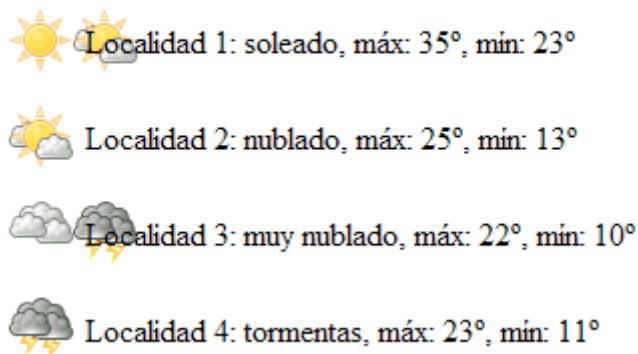 Localidad 1: soleado, máx: 35º, mín: 23º
Localidad 2: nublado, máx: 25º, mín: 13º
Localidad 3: muy nublado, máx: 22º, mín: 10º
Localidad 4: tormentas, máx: 23º, mín: 11º